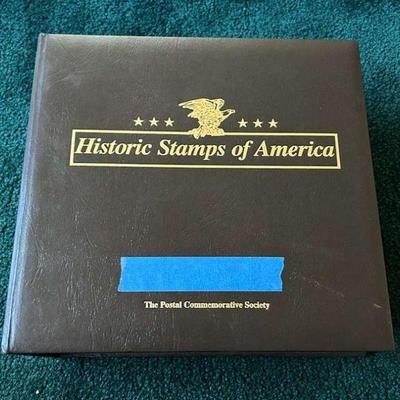 Historic Stamps of America
The Postal Commemorative Society